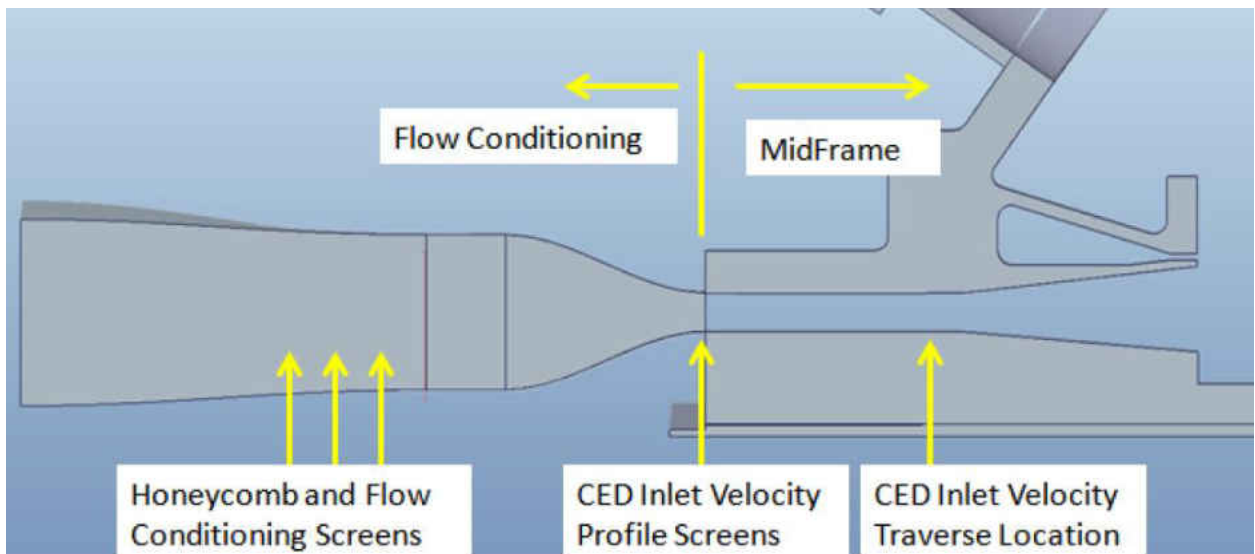 Flow Conditioning
MidFrame
Honeycomb and Flow
Conditioning Screens
CED Inlet Velocity
Profile Screens
CED Inlet Velocity
Traverse Location